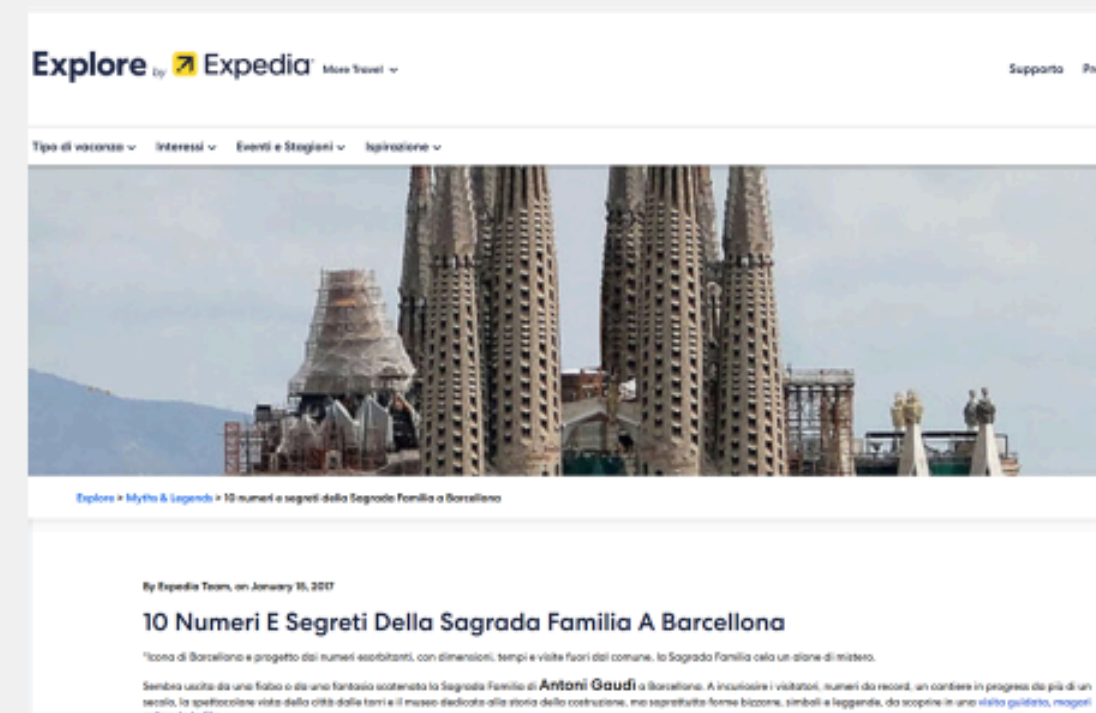 Explore by Expedia More Travel
Supporto
Tipo di vacanza Interessi Eventi e Stagioni Ispirazione
Explore > Myths & Legends > 10 numeri e segreti della Sagrada Familia a Barcellona
By Expedia Team, on January 18, 2017
10 Numeri E Segreti Della Sagrada Familia A Barcellona
"Icona di Barcellona e progetto dai numeri esorbitanti, con dimensioni, tempi e visite fuori dal comune, la Sagrada Familia cela un alone di mistero.
Sembra uscita da una fiaba o da una fantasia scatenata la Sagrada Familia di Antoni Gaudì a Barcellona. A incuriosire i visitatori, numeri da record, un cantiere in progress da più di un
secolo, la spettacolare vista della città dalle torri e il museo dedicato alla storia della costruzione, ma soprattutto forme bizzarre, simboli e leggende, da scoprire in una visita guidata, magari